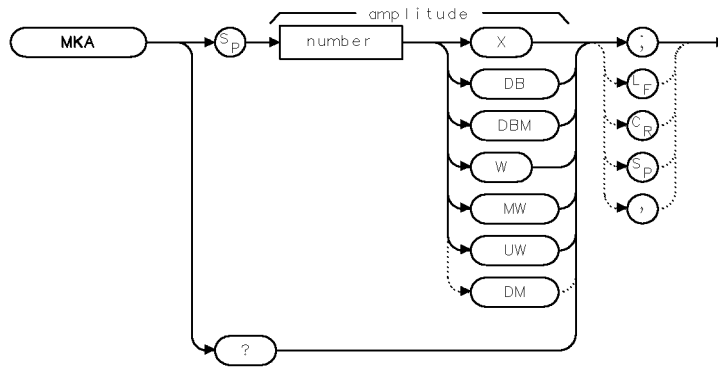 amplitude
MKA
SP
number
X
DB
DBM
W
MW
UW
DM
?
;
LF
CR
SP
,